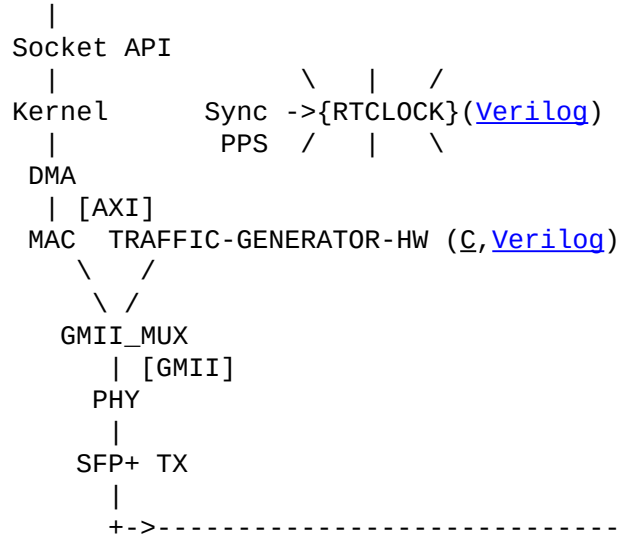 |
Socket API
   |                 \   |   /
Kernel      Sync ->{RTCLOCK}(Verilog)
   |             PPS  /   |   \
 DMA
   | [AXI]
 MAC  TRAFFIC-GENERATOR-HW (C,Verilog)
     \   /
      \ /
   GMII_MUX
       | [GMII]
     PHY
       |
    SFP+ TX
       |
       +->-----------------------------